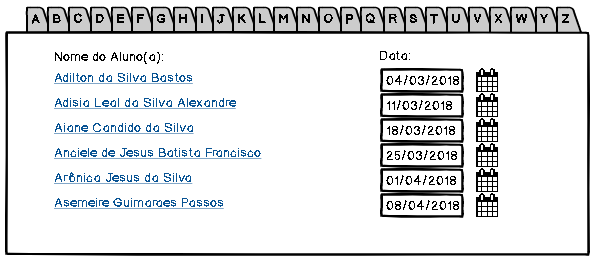 A B C D E F G H I J K L M N O P Q R S T U V X W Y Z
Nome do Aluno(a): Data:
Adilton da Silva Bastos 04/03/2018
Adisia Leal da Silva Alexandre 11/03/2018
Aiane Candido da Silva 18/03/2018
Anciele de Jesus Batista Francisco 25/03/2018
Arênica Jesus da Silva 01/04/2018
Asemeire Guimaraes Passos 08/04/2018